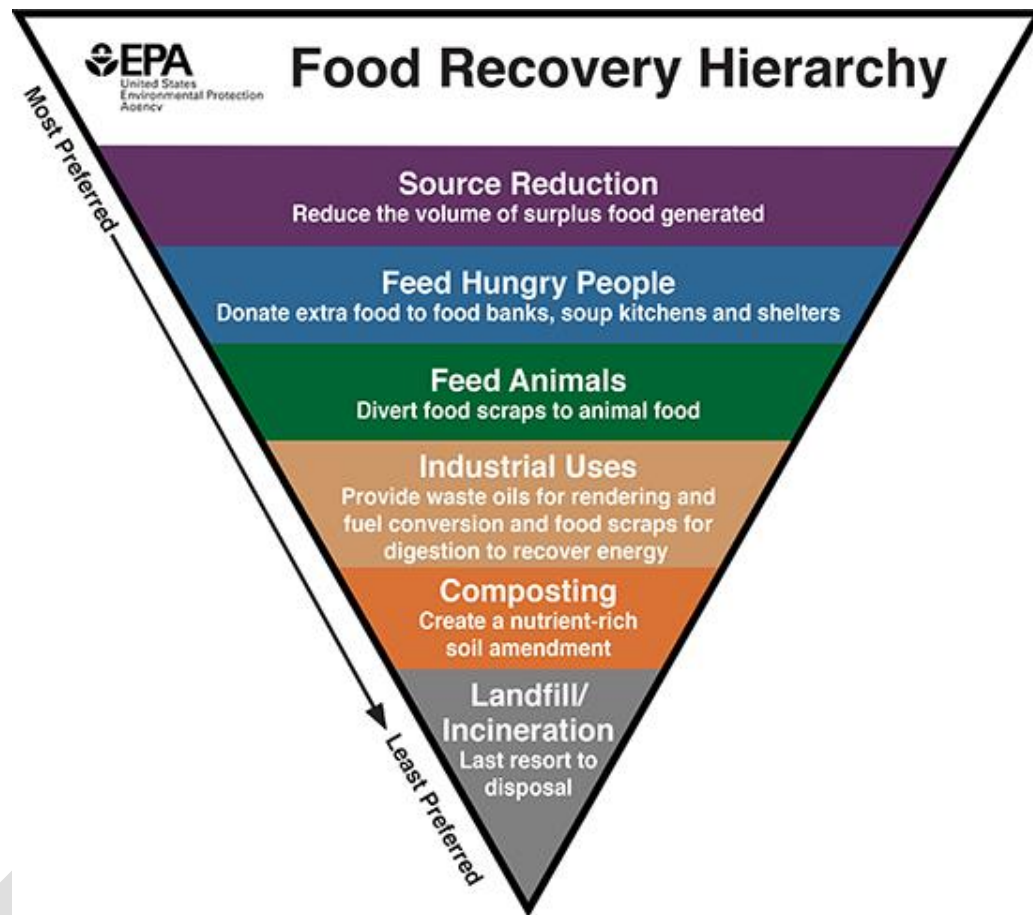 EPA
United States
Environmental Protection
Agency
Food Recovery Hierarchy
Most Preferred
Source Reduction
Reduce the volume of surplus food generated
Feed Hungry People
Donate extra food to food banks, soup kitchens and shelters
Feed Animals
Divert food scraps to animal food
Industrial Uses
Provide waste oils for rendering and
fuel conversion and food scraps for
digestion to recover energy
Composting
Create a nutrient-rich
soil amendment
Landfill/
Incineration
Last resort to
disposal
Least Preferred